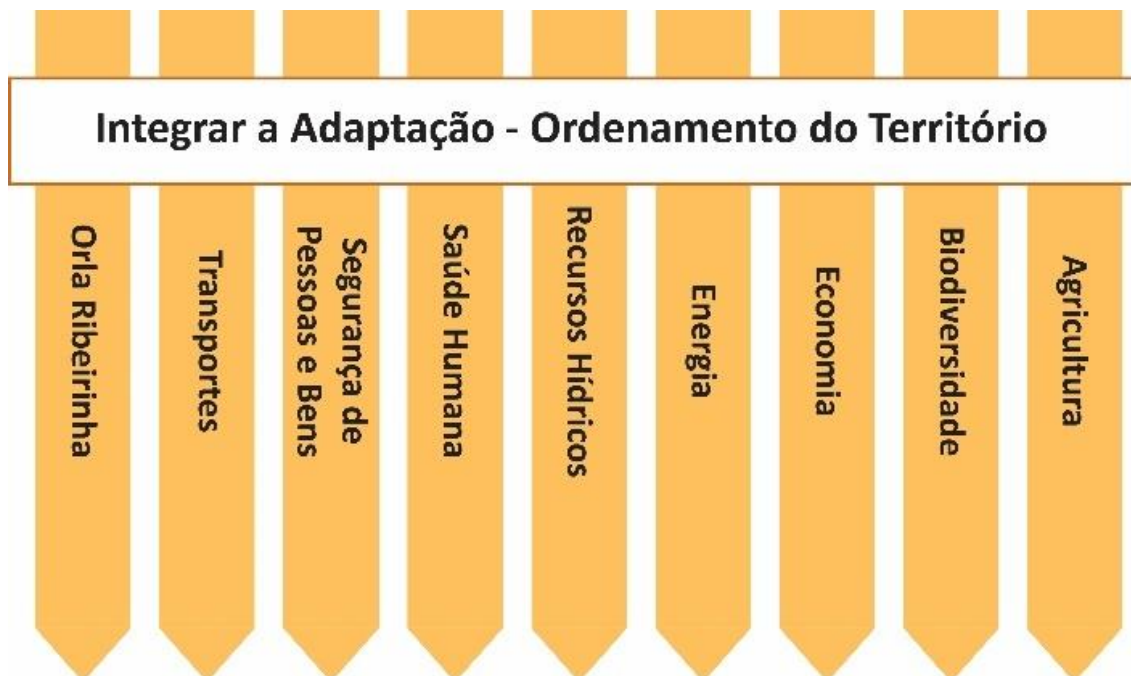 Integrar a Adaptação - Ordenamento do Território
Orla Ribeirinha
Transportes
Segurança de
Pessoas e Bens
Saúde Humana
Recursos Hídricos
Energia
Economia
Biodiversidade
Agricultura